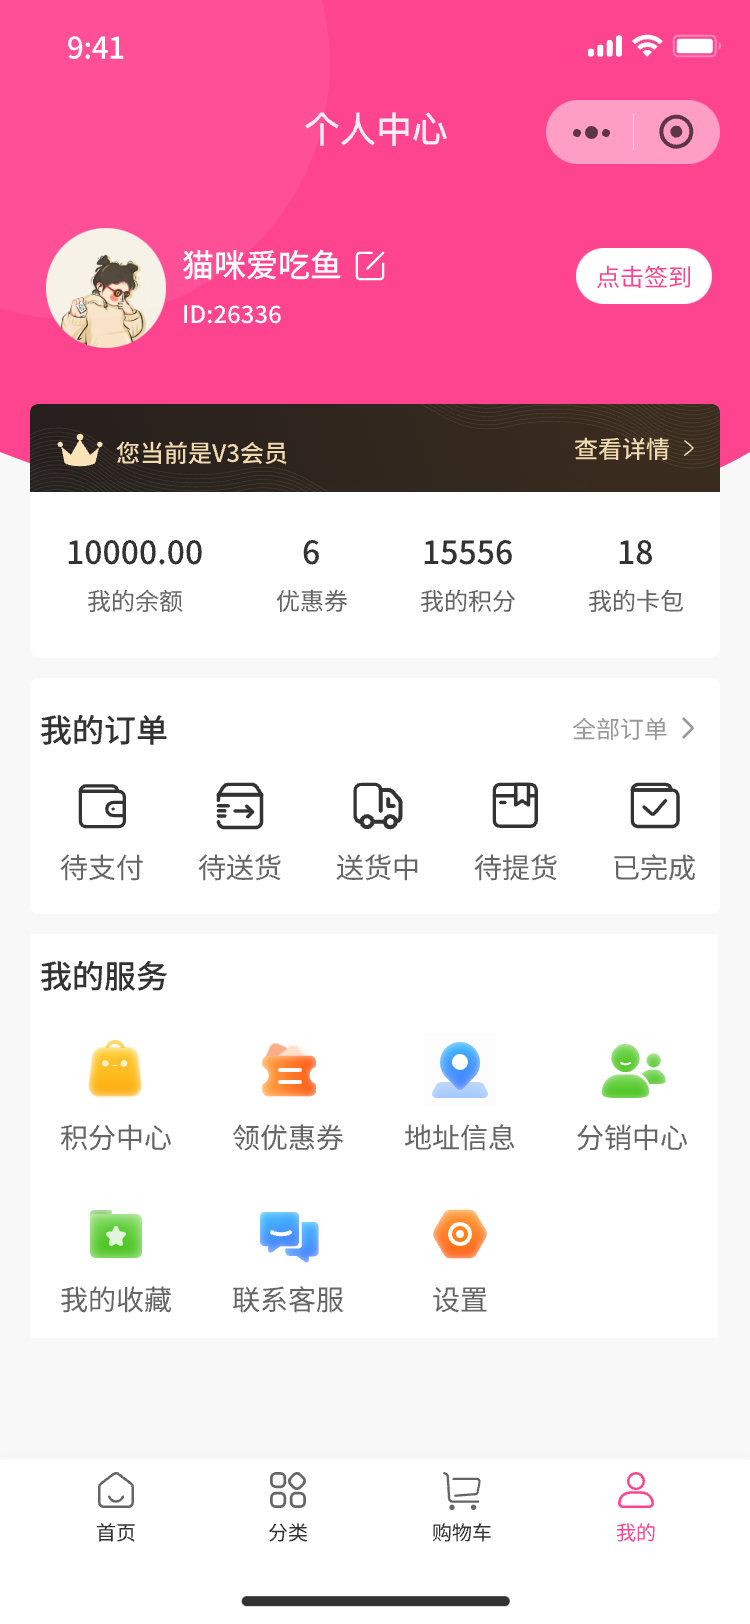 9:41
个人中心
猫咪爱吃鱼
ID:26336
点击签到
您当前是V3会员
查看详情
10000.00 6 15556 18
我的余额 优惠券 我的积分 我的卡包
我的订单 全部订单
待支付 待送货 送货中 待提货 已完成
我的服务
积分中心 领优惠券 地址信息 分销中心
我的收藏 联系客服 设置
首页 分类 购物车 我的